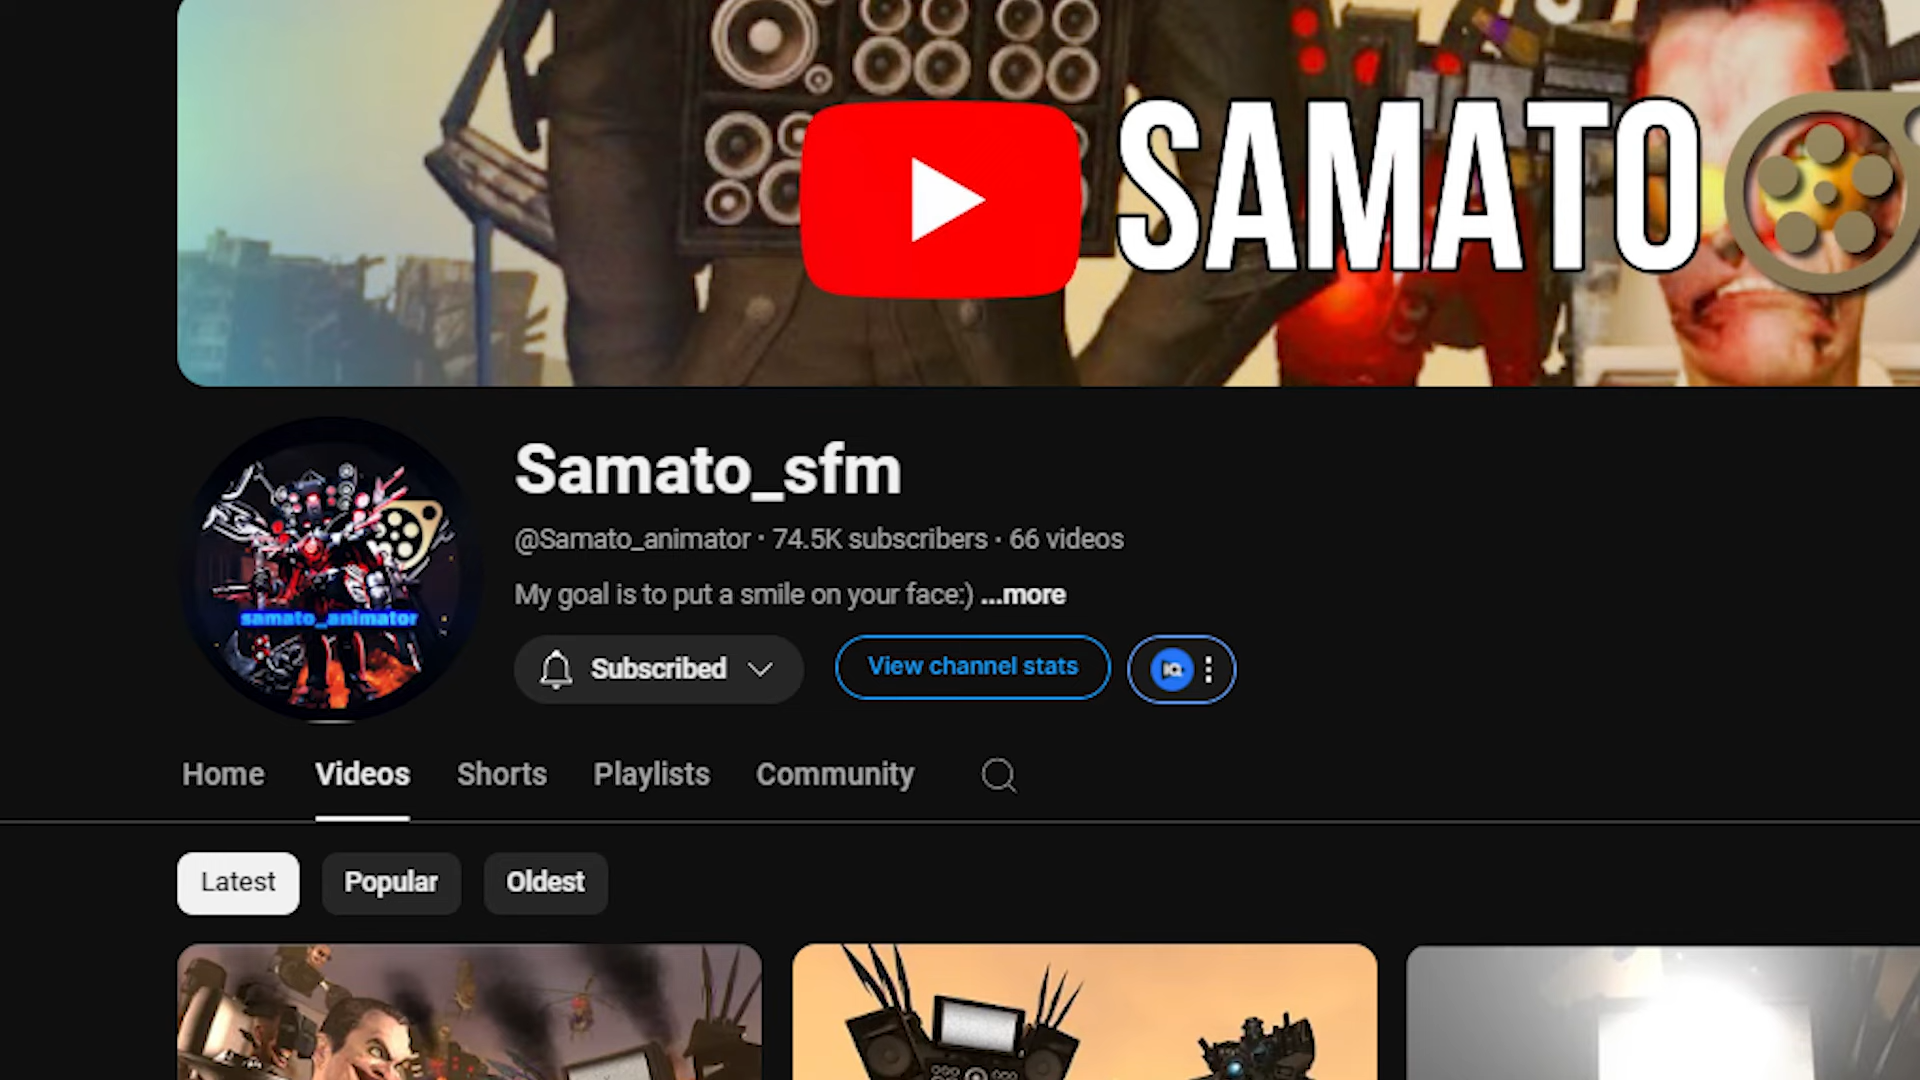 SAMATO
Samato_sfm
@Samato_animator · 74.5K subscribers · 66 videos
My goal is to put a smile on your face:) ...more
samato_animator
Subscribed
View channel stats
IQ
Home Videos Shorts Playlists Community
Latest Popular Oldest